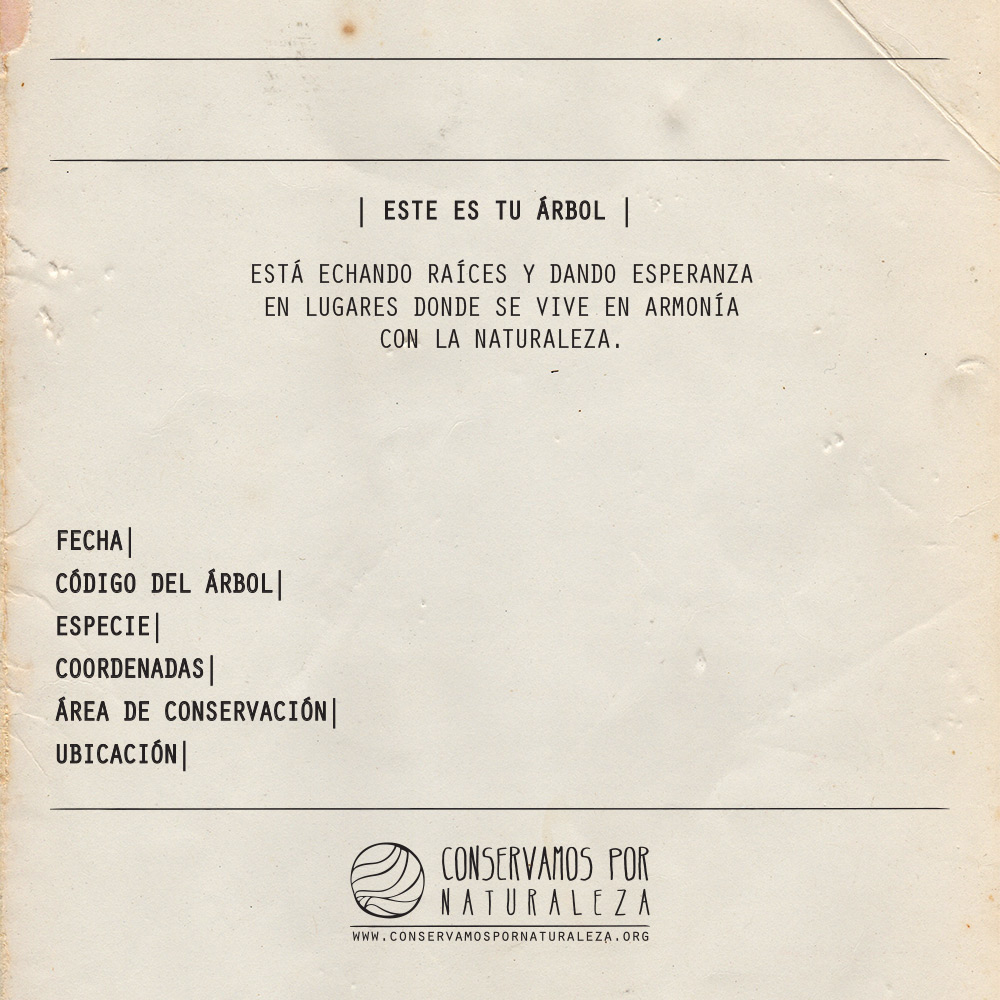 | ESTE ES TU ÁRBOL |
ESTÁ ECHANDO RAÍCES Y DANDO ESPERANZA
EN LUGARES DONDE SE VIVE EN ARMONÍA
CON LA NATURALEZA.
FECHA|
CÓDIGO DEL ÁRBOL|
ESPECIE|
COORDENADAS|
ÁREA DE CONSERVACIÓN|
UBICACIÓN|
CONSERVAMOS POR
NATURALEZA
WWW.CONSERVAMOSPORNATURALEZA.ORG